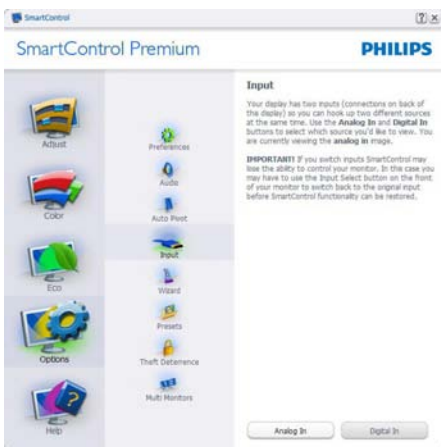 SmartControl
SmartControl Premium
PHILIPS
Adjust
Color
Eco
Options
Help
Preferences
Audio
Auto Pivot
Input
Wizard
Presets
Theft Deterrence
Multi Monitors
Input
Your display has two inputs (connections on back of
the display) so you can hook up two different sources
at the same time. Use the Analog In and Digital In
buttons to select which source you'd like to view. You
are currently viewing the analog in image.
IMPORTANT! If you switch inputs SmartControl may
lose the ability to control your monitor. In the case you
may have to use the Input Select button on the front
of your monitor to switch back to the original input
before SmartControl functionality can be restored.
Analog In
Digital In